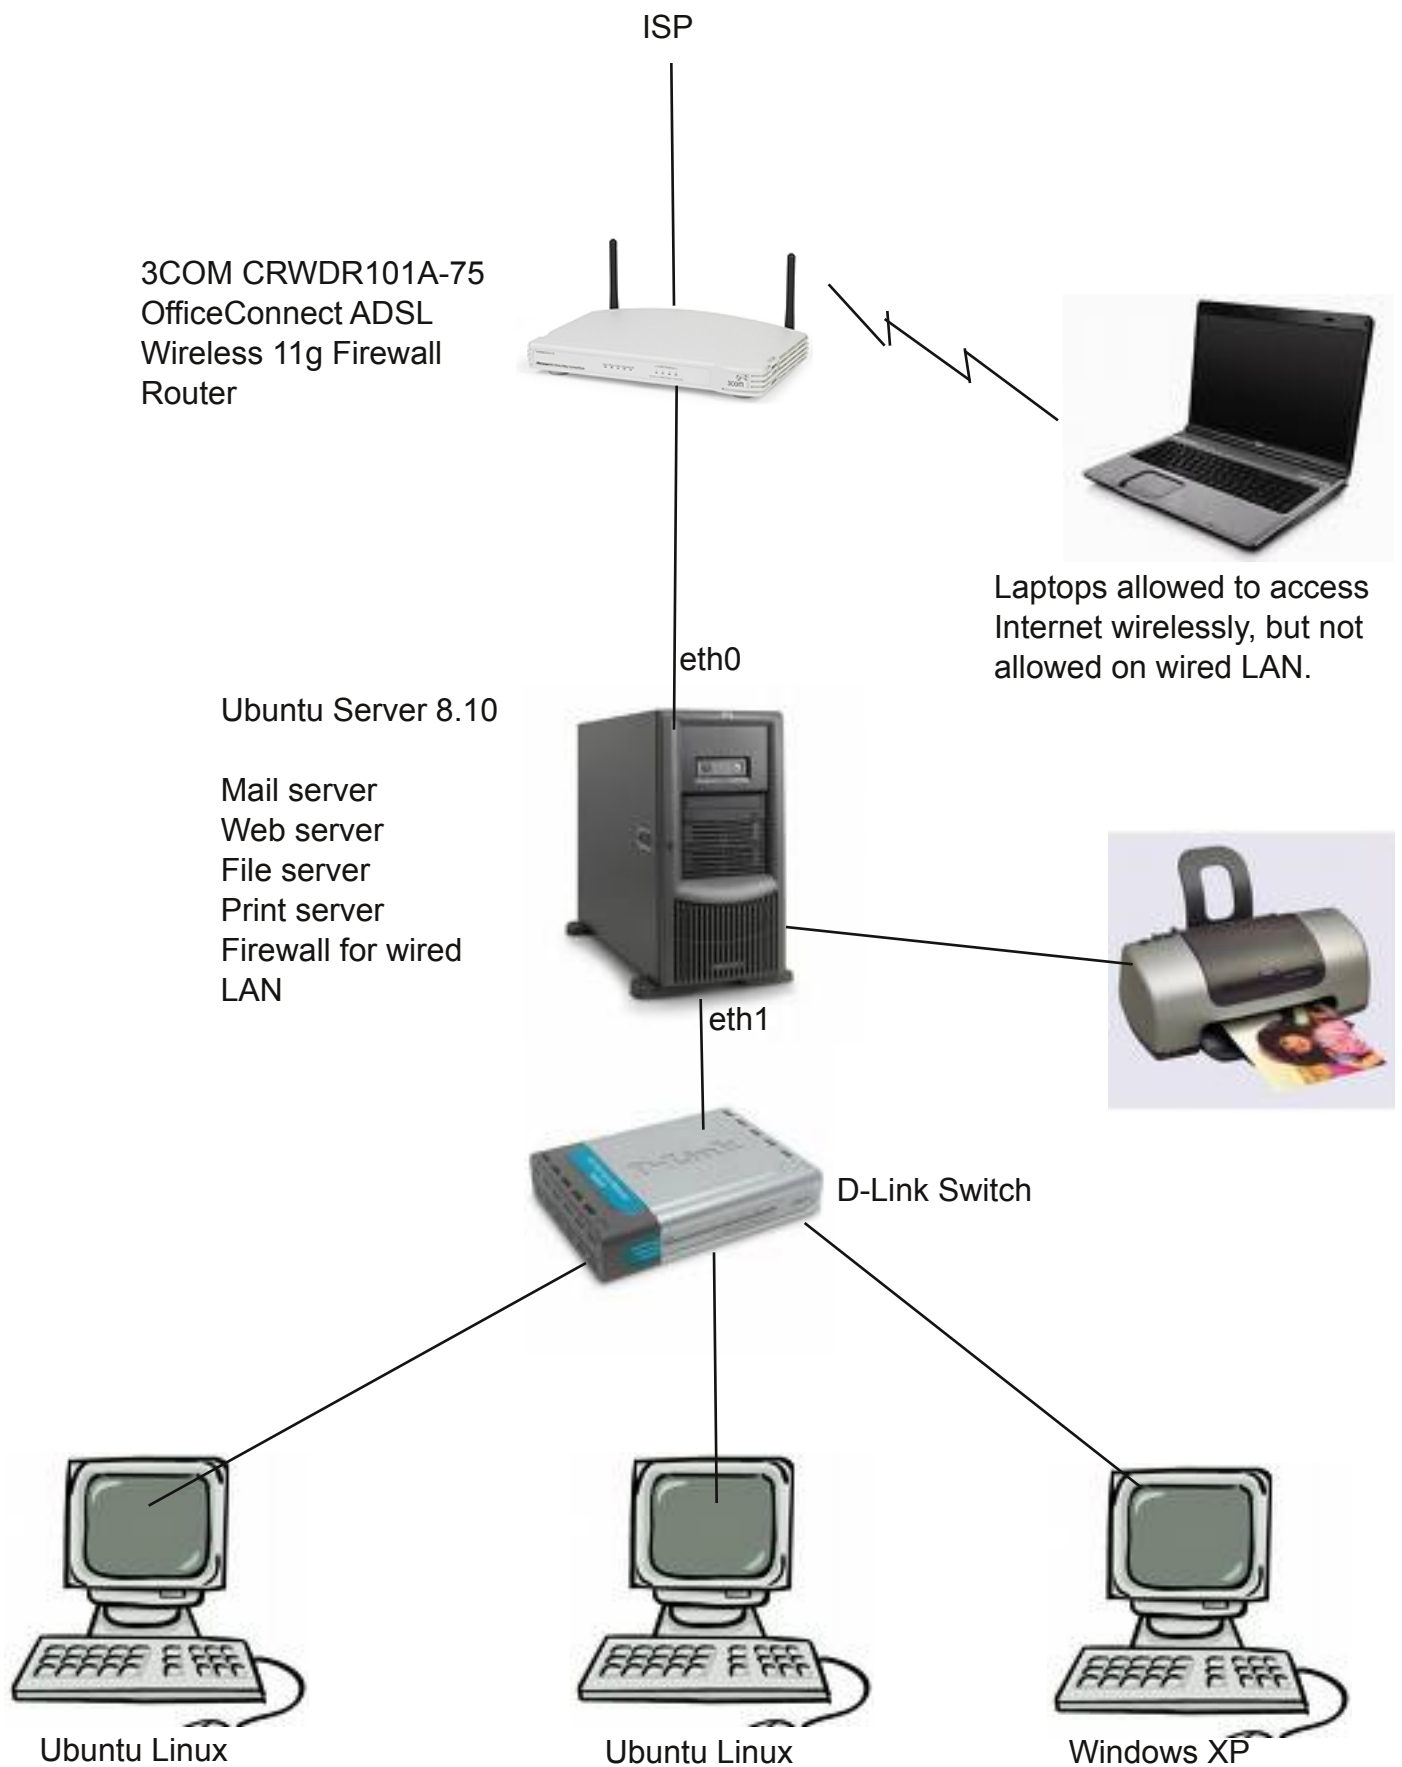 ISP
3COM CRWDR101A-75
OfficeConnect ADSL
Wireless 11g Firewall
Router
Laptops allowed to access
Internet wirelessly, but not
allowed on wired LAN.
eth0
Ubuntu Server 8.10
Mail server
Web server
File server
Print server
Firewall for wired
LAN
eth1
D-Link
D-Link Switch
Ubuntu Linux
Ubuntu Linux
Windows XP